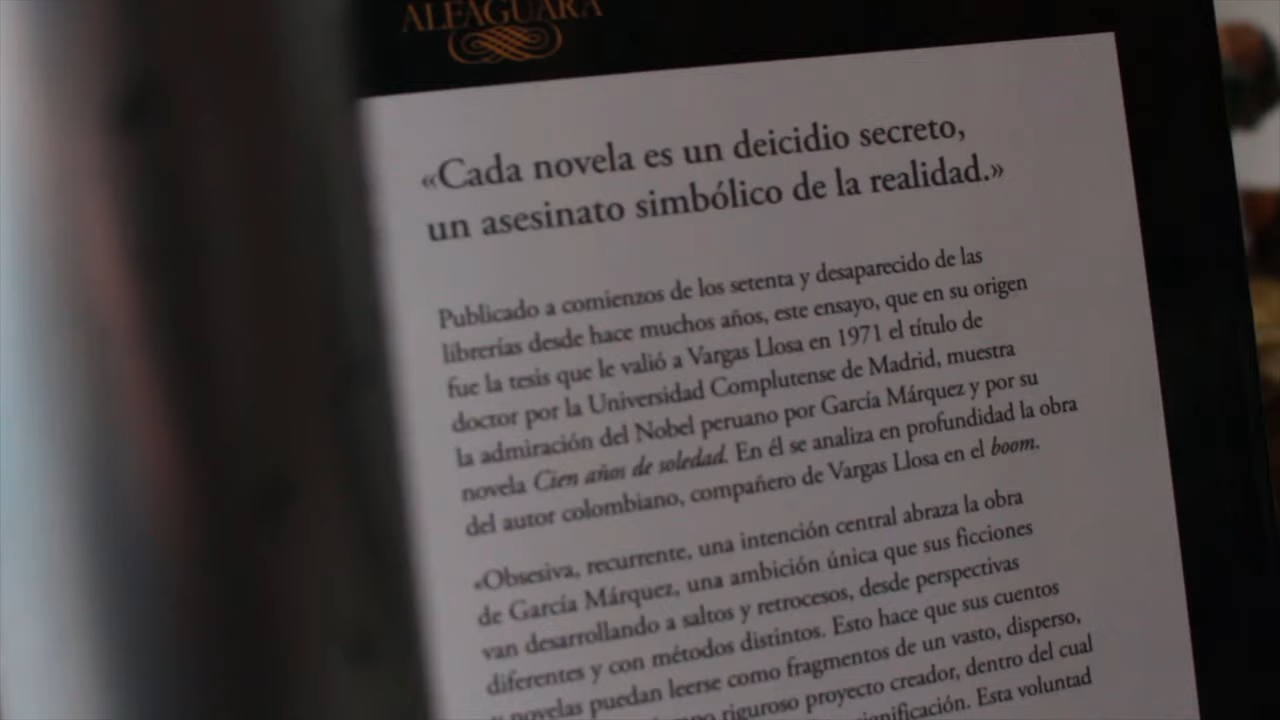 ALFAGUARA
«Cada novela es un deicidio secreto,
un asesinato simbólico de la realidad.»
Publicado a comienzos de los setenta y desaparecido de las
librerías desde hace muchos años, este ensayo, que en su origen
fue la tesis que le valió a Vargas Llosa en 1971 el título de
doctor por la Universidad Complutense de Madrid, muestra
la admiración del Nobel peruano por García Márquez y por su
novela Cien años de soledad. En él se analiza en profundidad la obra
del autor colombiano, compañero de Vargas Llosa en el boom.
«Obsesiva, recurrente, una intención central abraza la obra
de García Márquez, una ambición única que sus ficciones
van desarrollando a saltos y retrocesos, desde perspectivas
diferentes y con métodos distintos. Esto hace que sus cuentos
y novelas puedan leerse como fragmentos de un vasto, disperso,
riguroso proyecto creador, dentro del cual
Esta voluntad